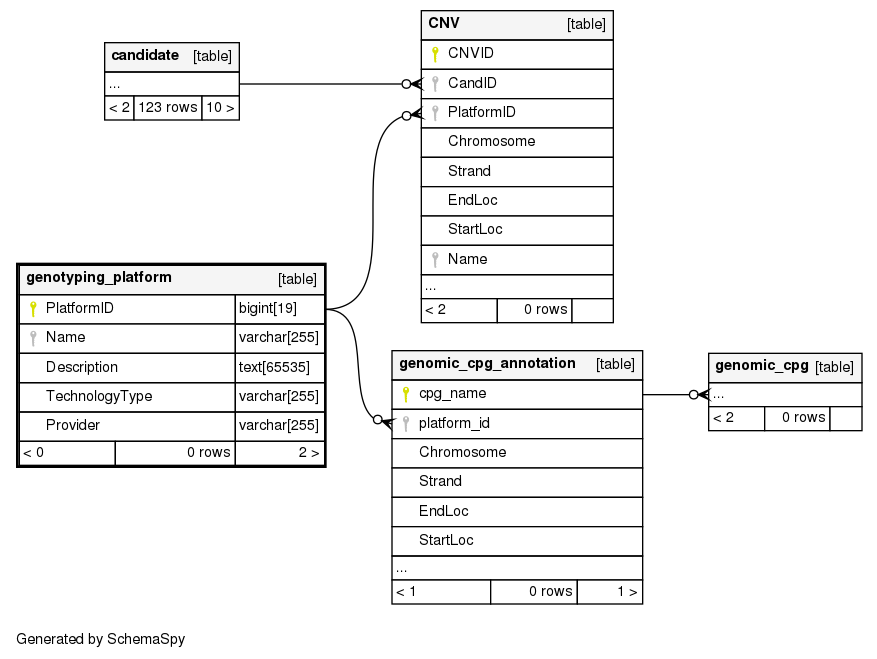 candidate [table]
...
< 2 123 rows 10 >
CNV [table]
CNVID
CandID
PlatformID
Chromosome
Strand
EndLoc
StartLoc
Name
...
< 2 0 rows
genotyping_platform [table]
PlatformID bigint[19]
Name varchar[255]
Description text[65535]
TechnologyType varchar[255]
Provider varchar[255]
< 0 0 rows 2 >
genomic_cpg_annotation [table]
cpg_name
platform_id
Chromosome
Strand
EndLoc
StartLoc
...
< 1 0 rows 1 >
genomic_cpg [table]
...
< 2 0 rows
Generated by SchemaSpy